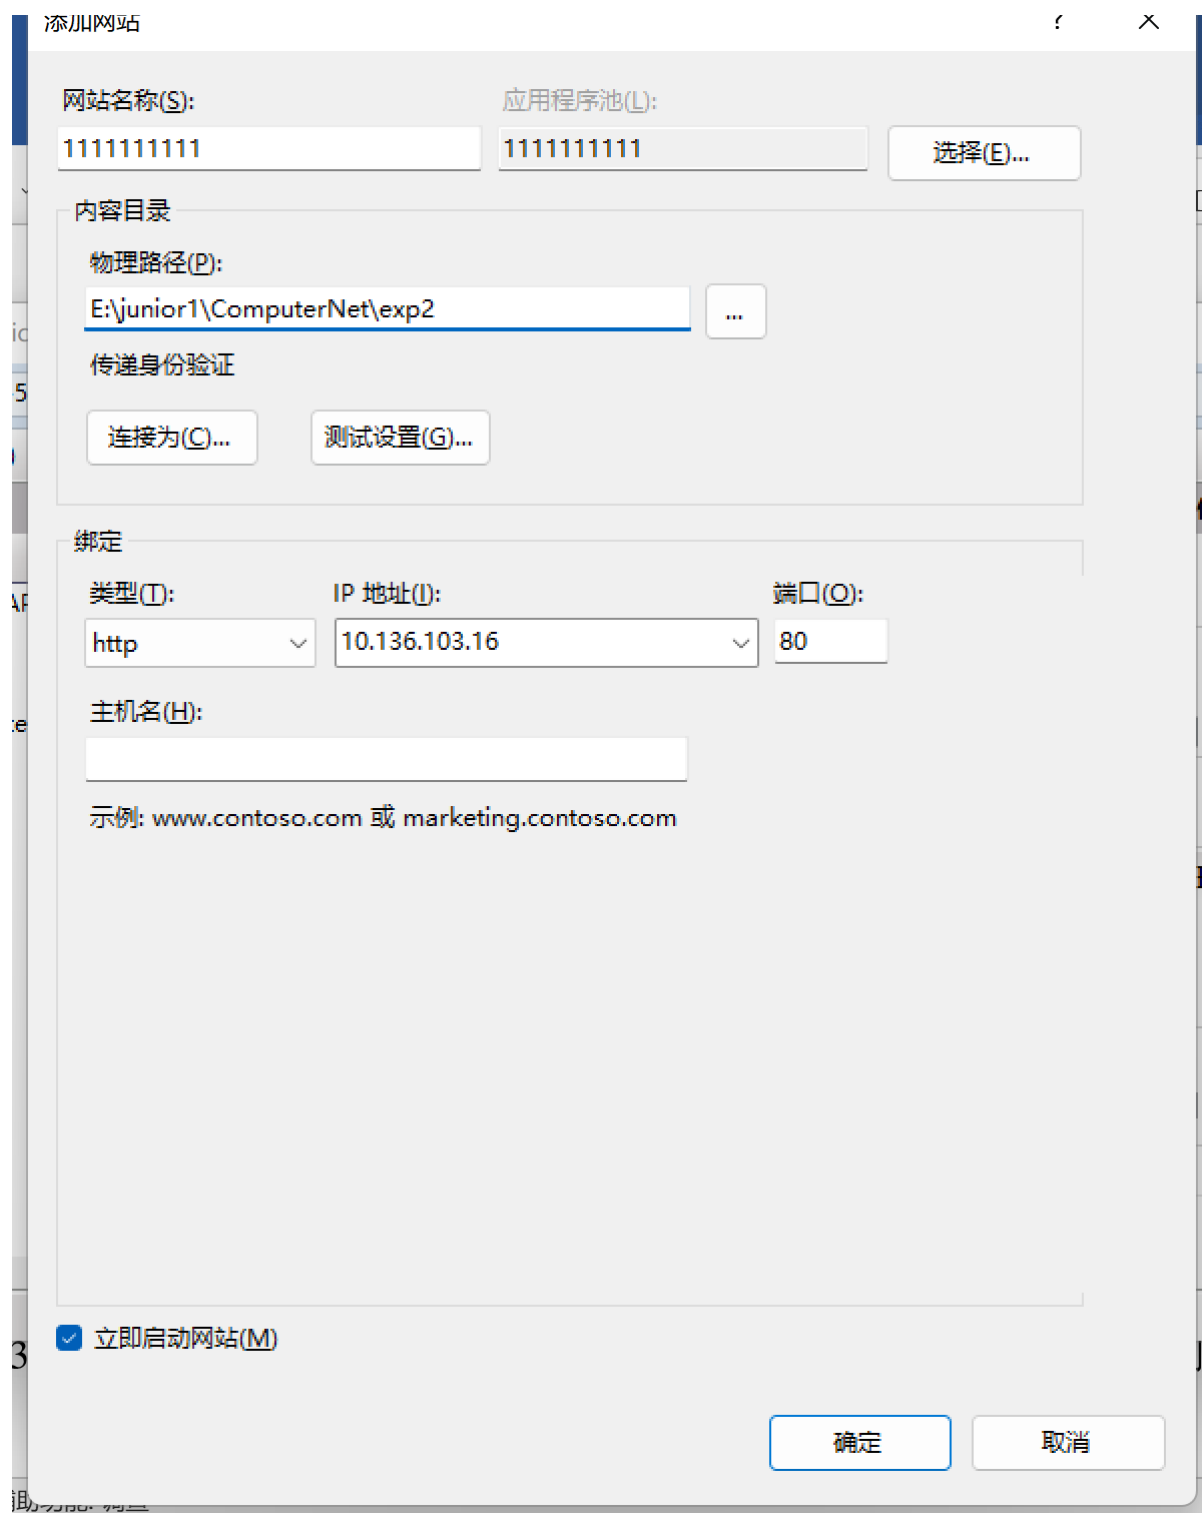 添加网站
网站名称(S):
应用程序池(L):
1111111111
1111111111
选择(E)...
内容目录
物理路径(P):
E:\junior1\ComputerNet\exp2
...
传递身份验证
连接为(C)...
测试设置(G)...
绑定
类型(T):
IP 地址(I):
端口(O):
http
10.136.103.16
80
主机名(H):
示例: www.contoso.com 或 marketing.contoso.com
立即启动网站(M)
确定
取消